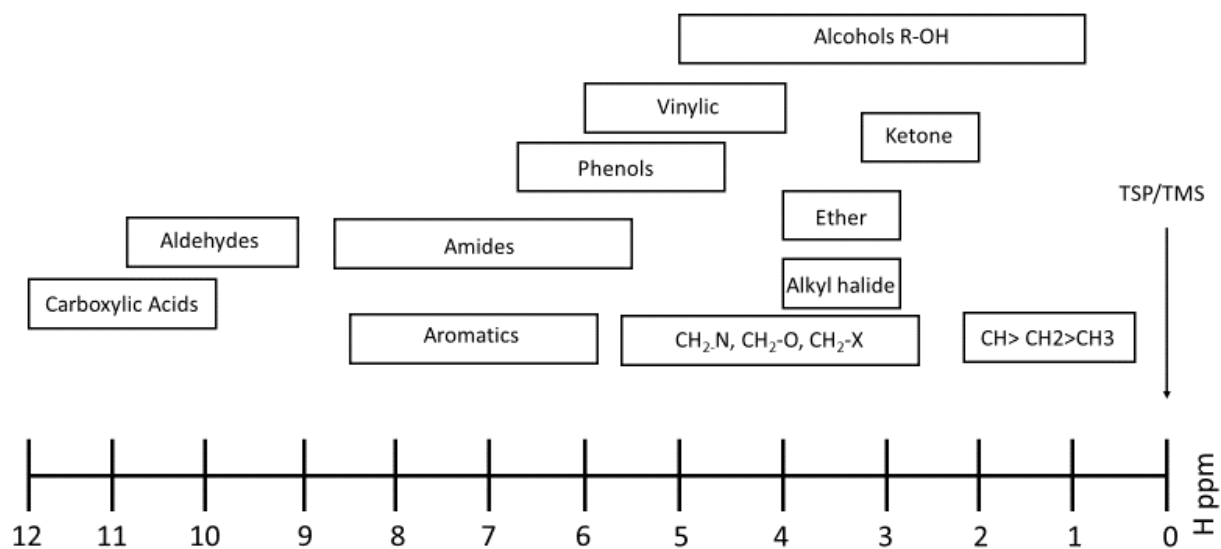 Alcohols R-OH
Vinylic
Ketone
Phenols
TSP/TMS
Ether
Aldehydes
Amides
Alkyl halide
Carboxylic Acids
Aromatics
CH₂-N, CH₂-O, CH₂-X
CH> CH2>CH3
12 11 10 9 8 7 6 5 4 3 2 1 0
H ppm